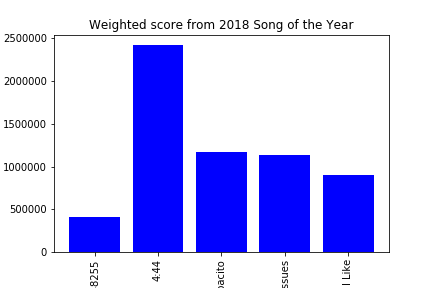 Weighted score from 2018 Song of the Year
2500000
2000000
1500000
1000000
500000
0
8255
4:44
pacito
ssues
I Like